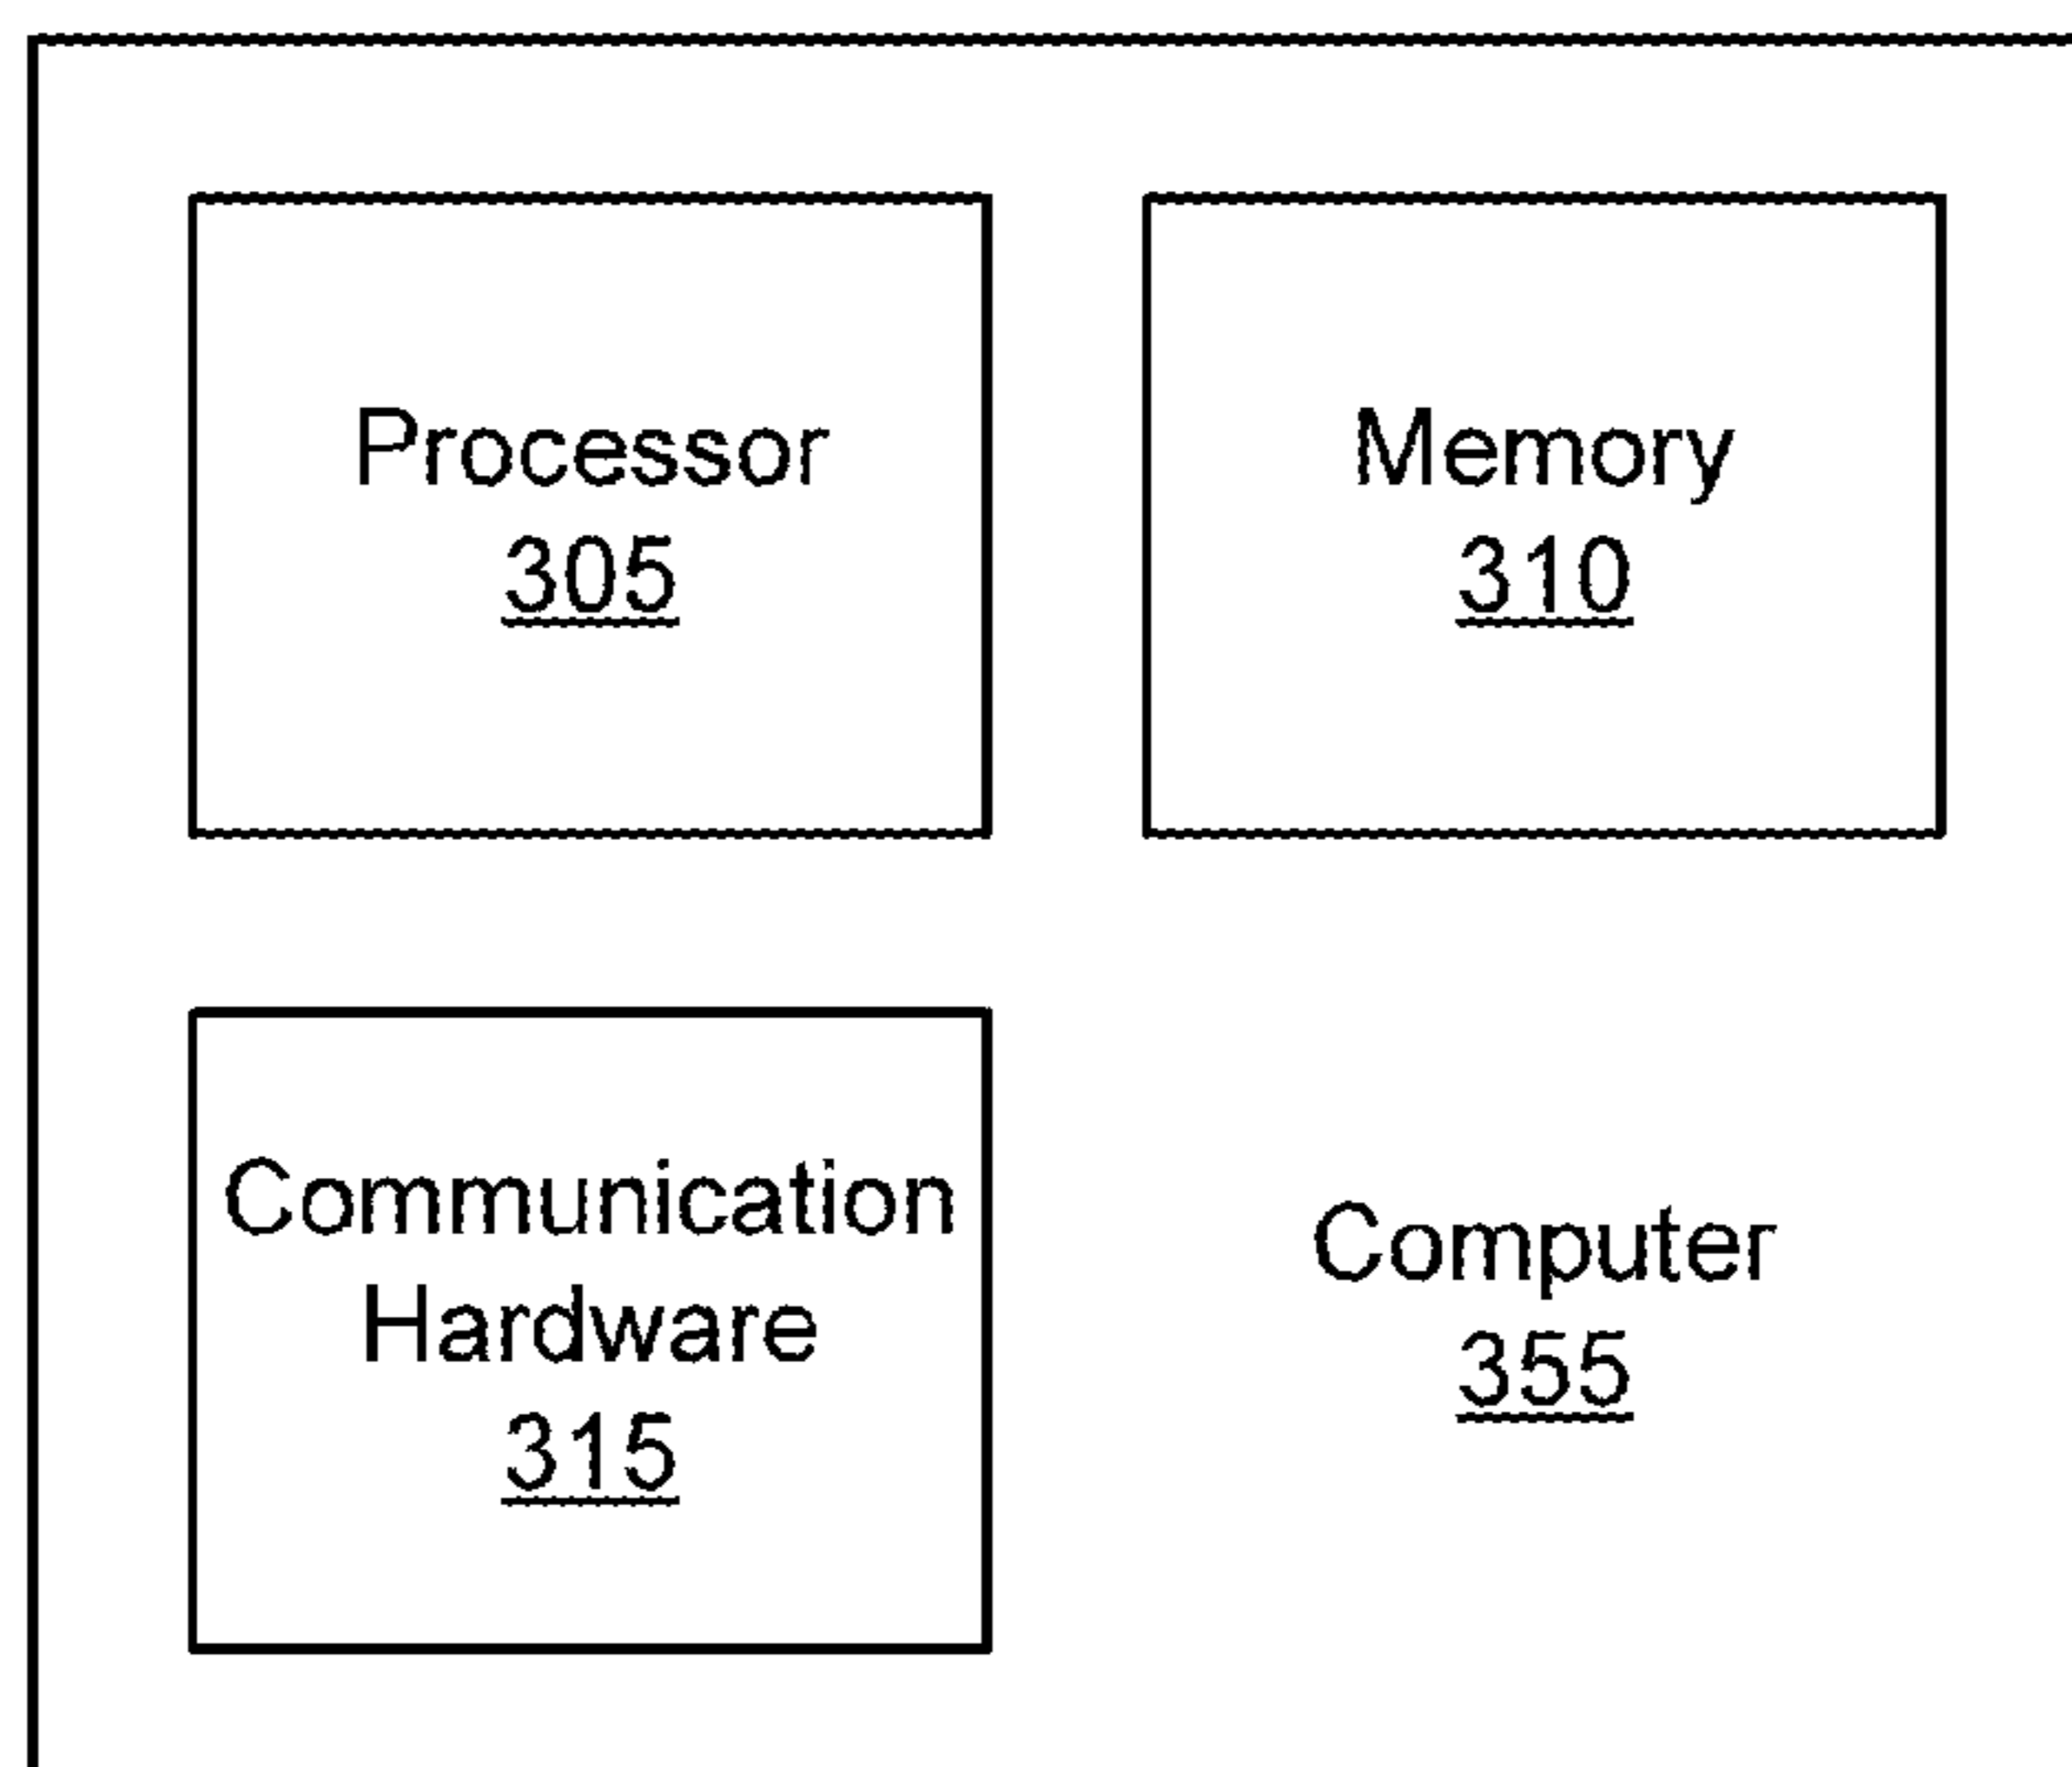 Processor
305
Memory
310
Communication
Hardware
315
Computer
355